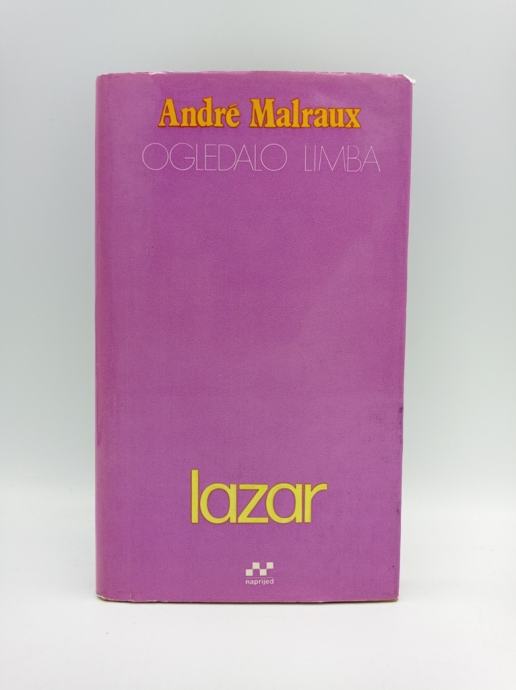 André Malraux
OGLEDALO LIMBA
lazar
naprijed